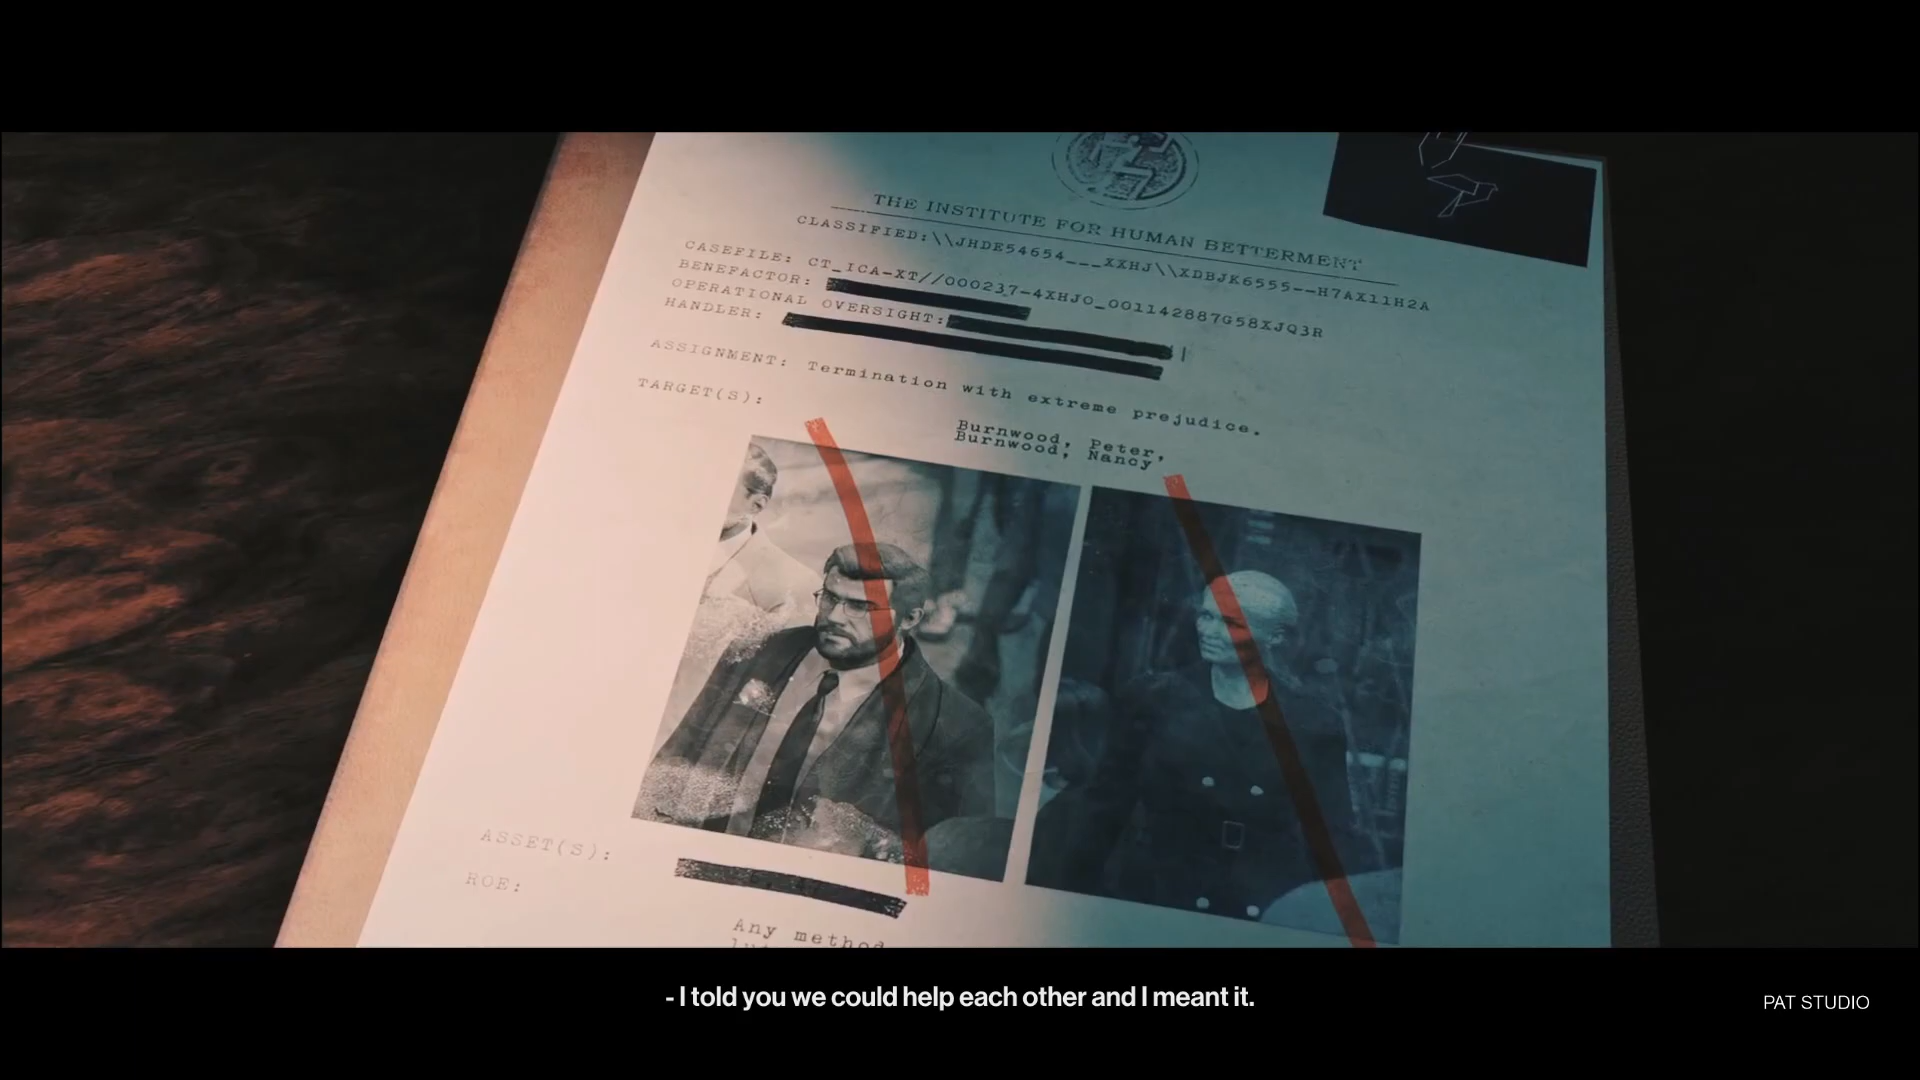 THE INSTITUTE FOR HUMAN BETTERMENT
CLASSIFIED:\\JHDE54654___XXHJ\\XDBJK6555--H7AX11H2A
CASEFILE: CT_ICA-XT//000237-4XHJO_001142887G58XJQ3R
BENEFACTOR:
OPERATIONAL OVERSIGHT:
HANDLER:
ASSIGNMENT: Termination with extreme prejudice.
TARGET(S):
Burnwood, Peter,
Burnwood, Nancy
ASSET(S):
ROE:
Any method
- I told you we could help each other and I meant it.
PAT STUDIO